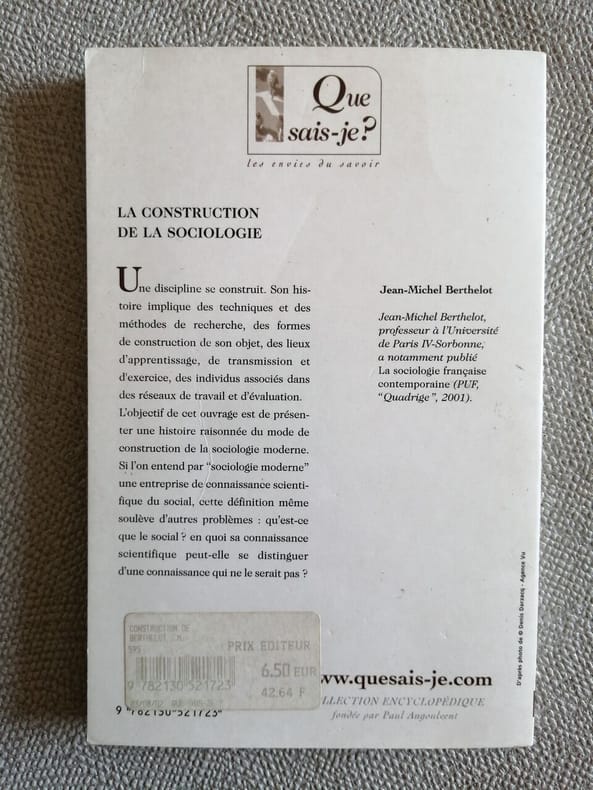 Que
sais-je?
les envies du savoir
LA CONSTRUCTION
DE LA SOCIOLOGIE
Une discipline se construit. Son his-
toire implique des techniques et des
méthodes de recherche, des formes
de construction de son objet, des lieux
d'apprentissage, de transmission et
d'exercice, des individus associés dans
des réseaux de travail et d'évaluation.
L'objectif de cet ouvrage est de présen-
ter une histoire raisonnée du mode de
construction de la sociologie moderne.
Si l'on entend par "sociologie moderne"
une entreprise de connaissance scienti-
fique du social, cette définition même
soulève d'autres problèmes : qu'est-ce
que le social ? en quoi sa connaissance
scientifique peut-elle se distinguer
d'une connaissance qui ne le serait pas ?
Jean-Michel Berthelot
Jean-Michel Berthelot,
professeur à l'Université
de Paris IV-Sorbonne,
a notamment publié
La sociologie française
contemporaine (PUF,
"Quadrige", 2001).
D'après photo de © Denis Darzacq - Agence Vu
CONSTRUCTION DE
BERTHELOT J.M.
595
PRIX EDITEUR
6.50 EUR
42.64 F
9 782130 521723
9 782130 521723
www.quesais-je.com
LLECTION ENCYCLOPÉDIQUE
fondée par Paul Angoulvent